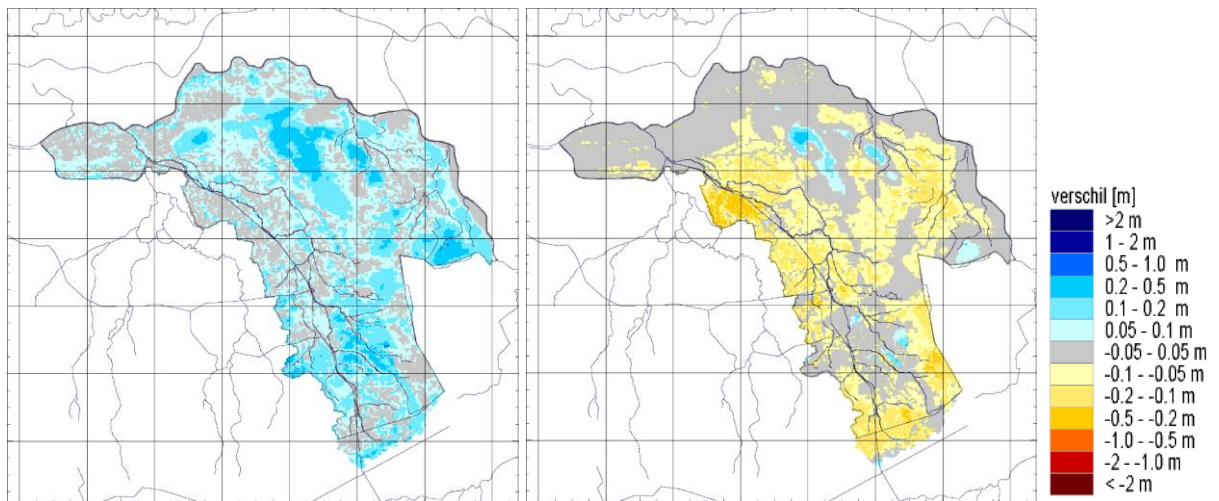 verschil [m]
>2 m
1 - 2 m
0.5 - 1.0 m
0.2 - 0.5 m
0.1 - 0.2 m
0.05 - 0.1 m
-0.05 - 0.05 m
-0.1 - -0.05 m
-0.2 - -0.1 m
-0.5 - -0.2 m
-1.0 - -0.5 m
-2 - -1.0 m
< -2 m